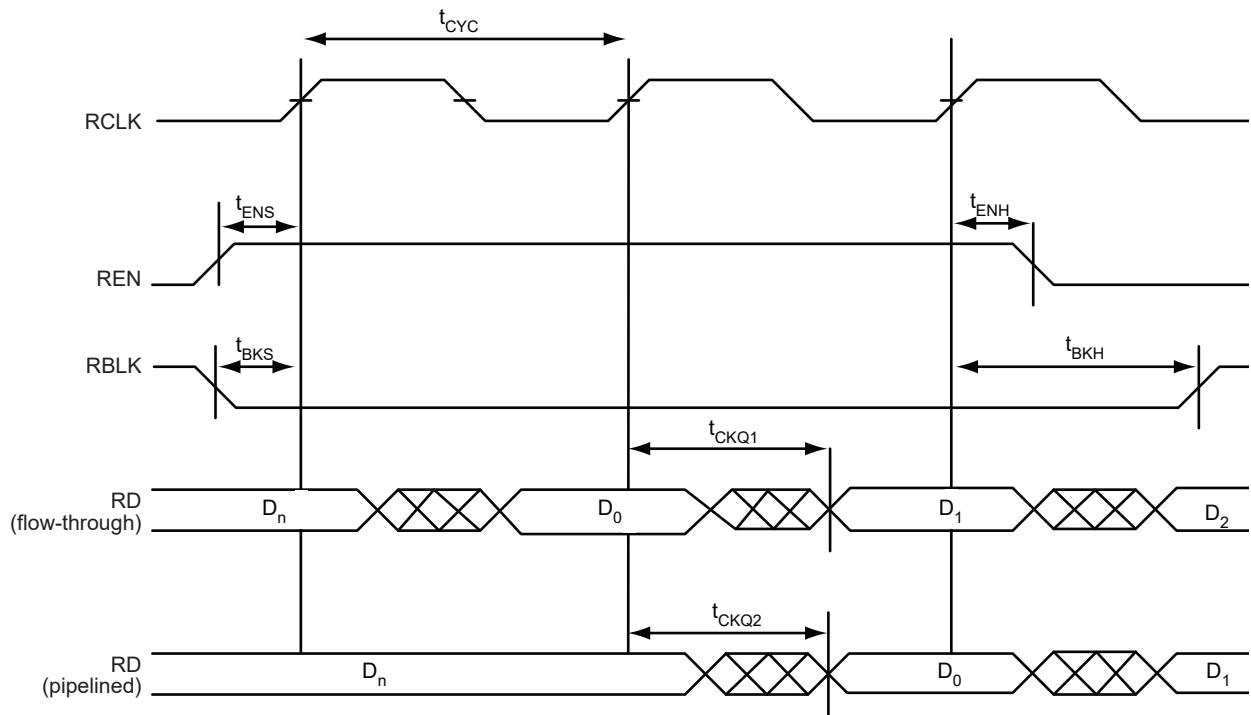 tCYC
RCLK
tENS
tENH
REN
tBKS
tBKH
RBLK
tCKQ1
RD
(flow-through)
Dn
D0
D1
D2
tCKQ2
RD
(pipelined)
Dn
D0
D1